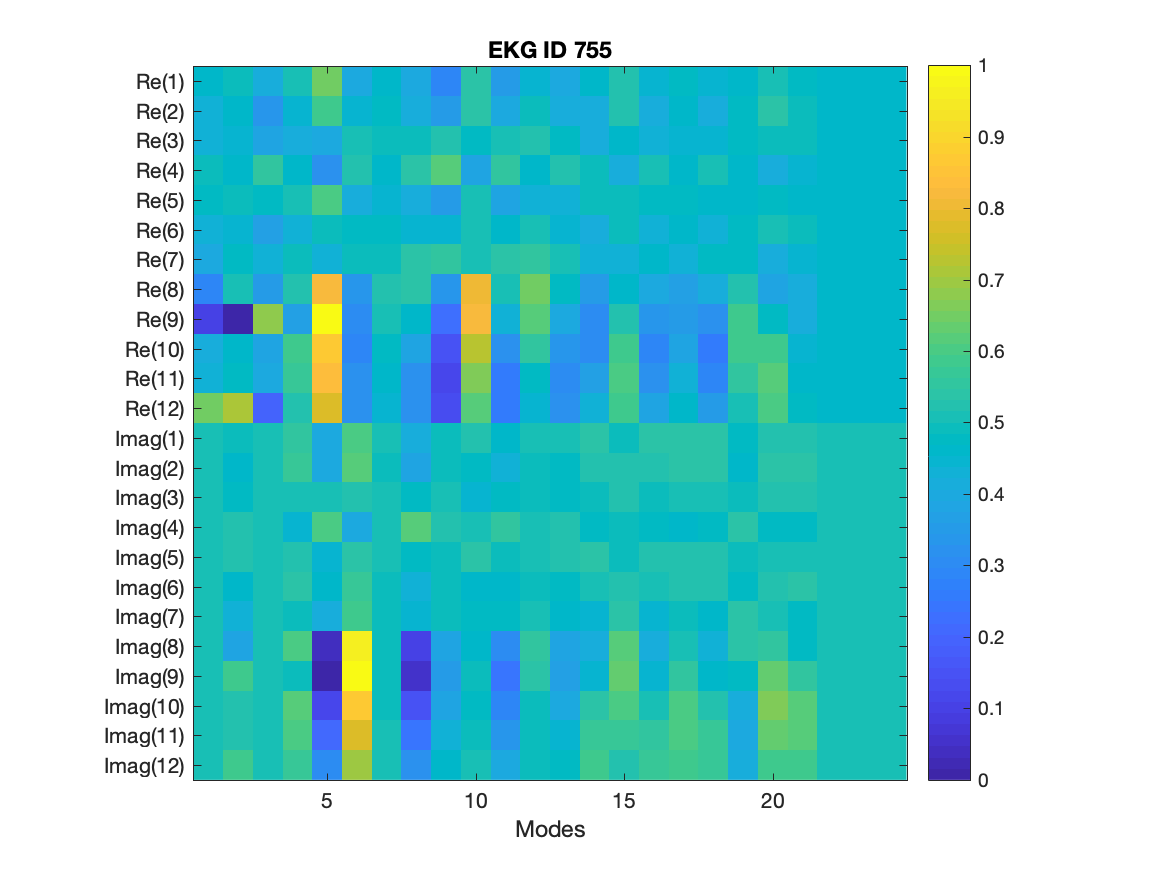 EKG ID 755
Re(1)
Re(2)
Re(3)
Re(4)
Re(5)
Re(6)
Re(7)
Re(8)
Re(9)
Re(10)
Re(11)
Re(12)
Imag(1)
Imag(2)
Imag(3)
Imag(4)
Imag(5)
Imag(6)
Imag(7)
Imag(8)
Imag(9)
Imag(10)
Imag(11)
Imag(12)
5 10 15 20
Modes
1
0.9
0.8
0.7
0.6
0.5
0.4
0.3
0.2
0.1
0